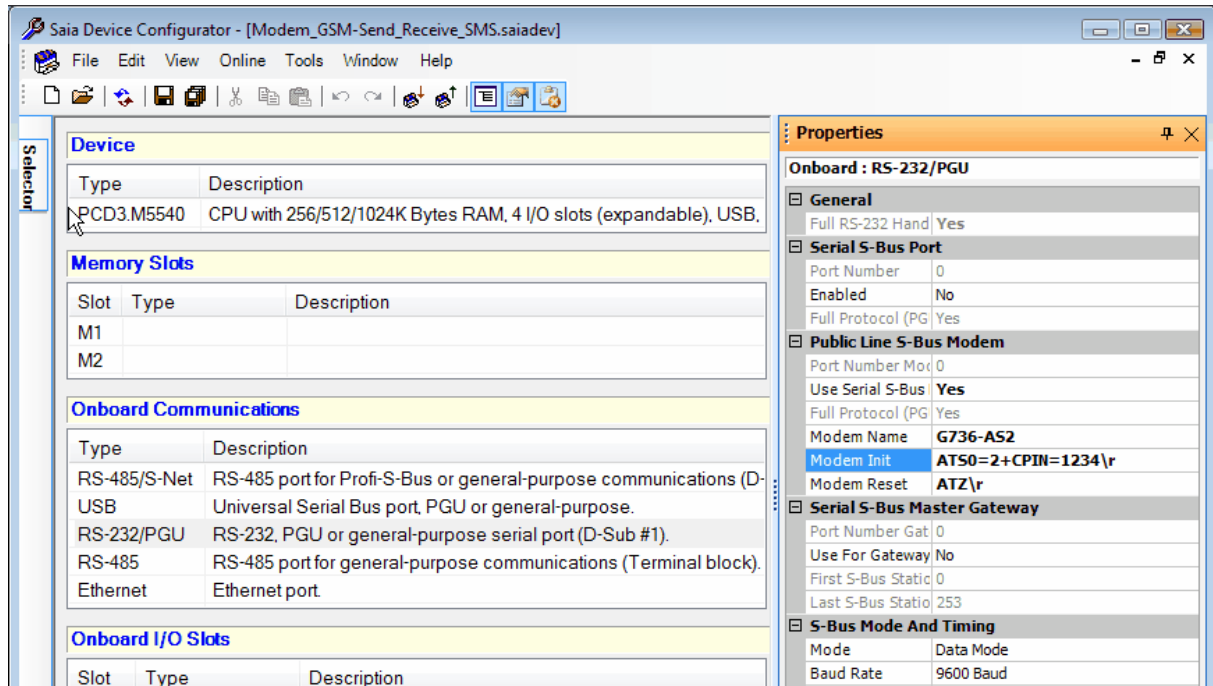 Saia Device Configurator - [Modem_GSM-Send_Receive_SMS.saiadev]
File Edit View Online Tools Window Help
Selector
Device
Type Description
PCD3.M5540 CPU with 256/512/1024K Bytes RAM, 4 I/O slots (expandable), USB,
Memory Slots
Slot Type Description
M1
M2
Onboard Communications
Type Description
RS-485/S-Net RS-485 port for Profi-S-Bus or general-purpose communications (D-
USB Universal Serial Bus port, PGU or general-purpose.
RS-232/PGU RS-232, PGU or general-purpose serial port (D-Sub #1).
RS-485 RS-485 port for general-purpose communications (Terminal block).
Ethernet Ethernet port.
Onboard I/O Slots
Slot Type Description
Properties
Onboard : RS-232/PGU
General
Full RS-232 Hand Yes
Serial S-Bus Port
Port Number 0
Enabled No
Full Protocol (PG Yes
Public Line S-Bus Modem
Port Number Moc 0
Use Serial S-Bus Yes
Full Protocol (PG Yes
Modem Name G736-AS2
Modem Init ATS0=2+CPIN=1234\r
Modem Reset ATZ\r
Serial S-Bus Master Gateway
Port Number Gat 0
Use For Gateway No
First S-Bus Static 0
Last S-Bus Statio 253
S-Bus Mode And Timing
Mode Data Mode
Baud Rate 9600 Baud